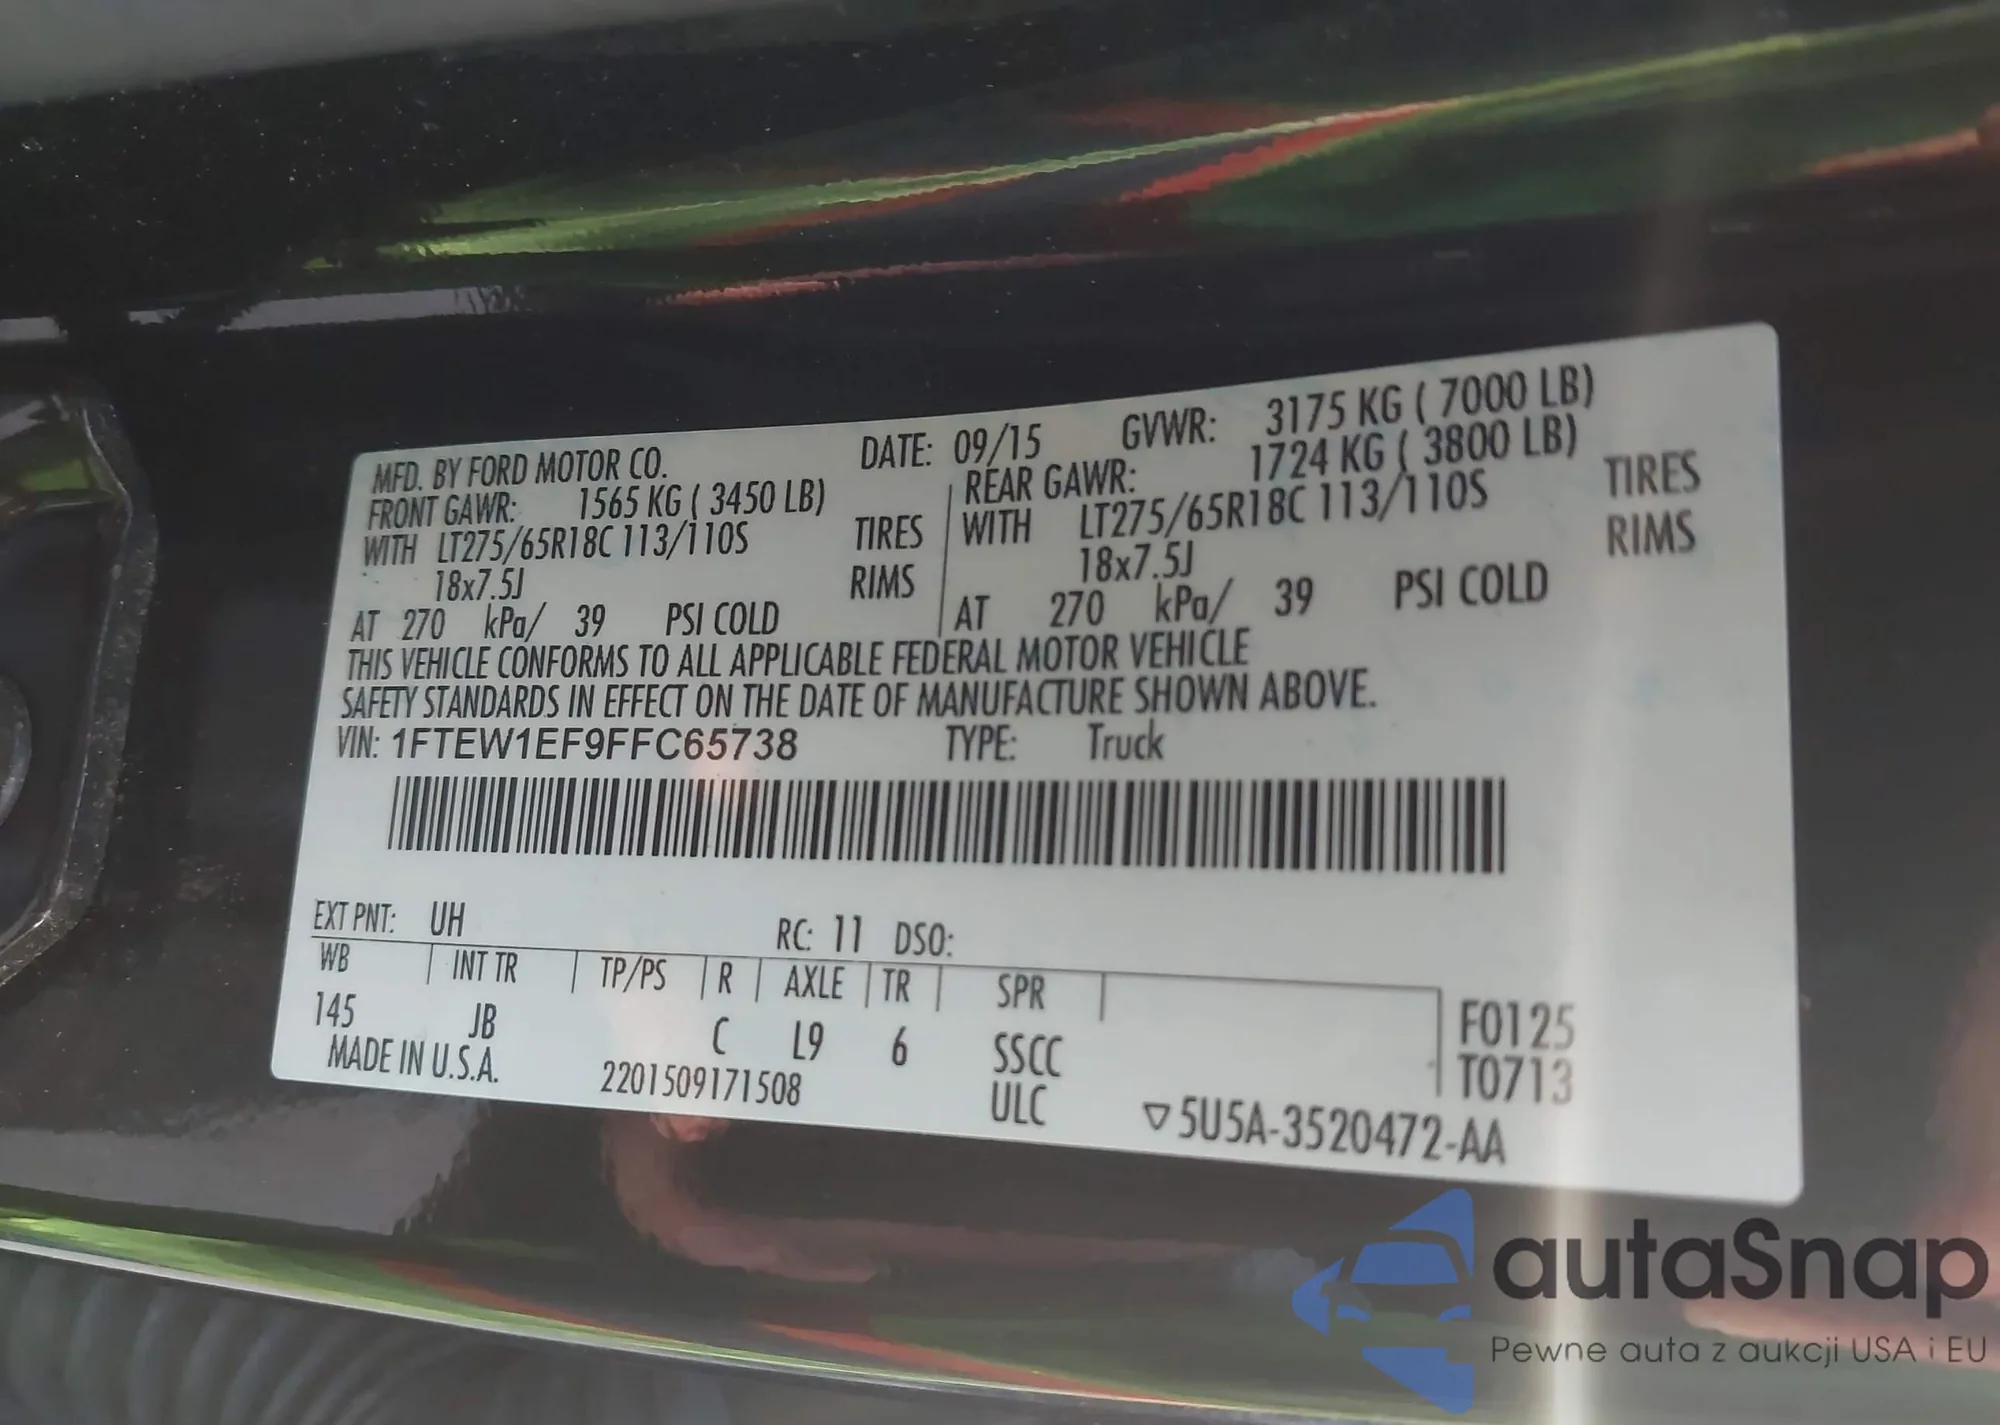 MFD. BY FORD MOTOR CO. DATE: 09/15 GVWR: 3175 KG ( 7000 LB)
FRONT GAWR: 1565 KG ( 3450 LB) REAR GAWR: 1724 KG ( 3800 LB)
WITH LT275/65R18C 113/110S TIRES WITH LT275/65R18C 113/110S TIRES
18x7.5J RIMS 18x7.5J RIMS
AT 270 kPa/ 39 PSI COLD AT 270 kPa/ 39 PSI COLD
THIS VEHICLE CONFORMS TO ALL APPLICABLE FEDERAL MOTOR VEHICLE
SAFETY STANDARDS IN EFFECT ON THE DATE OF MANUFACTURE SHOWN ABOVE.
VIN: 1FTEW1EF9FFC65738 TYPE: Truck
EXT PNT: UH RC: 11 DSO:
WB INT TR TP/PS R AXLE TR SPR
145 JB C L9 6 SSCC F0125
MADE IN U.S.A. 2201509171508 ULC T0713
▽5U5A-3520472-AA
autaSnap
Pewne auta z aukcji USA i EU